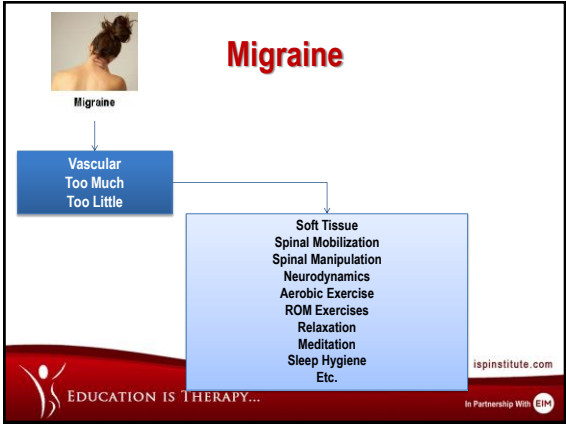 Migraine
Migraine
Vascular
Too Much
Too Little
Soft Tissue
Spinal Mobilization
Spinal Manipulation
Neurodynamics
Aerobic Exercise
ROM Exercises
Relaxation
Meditation
Sleep Hygiene
Etc.
ispinstitute.com
EDUCATION IS THERAPY...
In Partnership With EIM